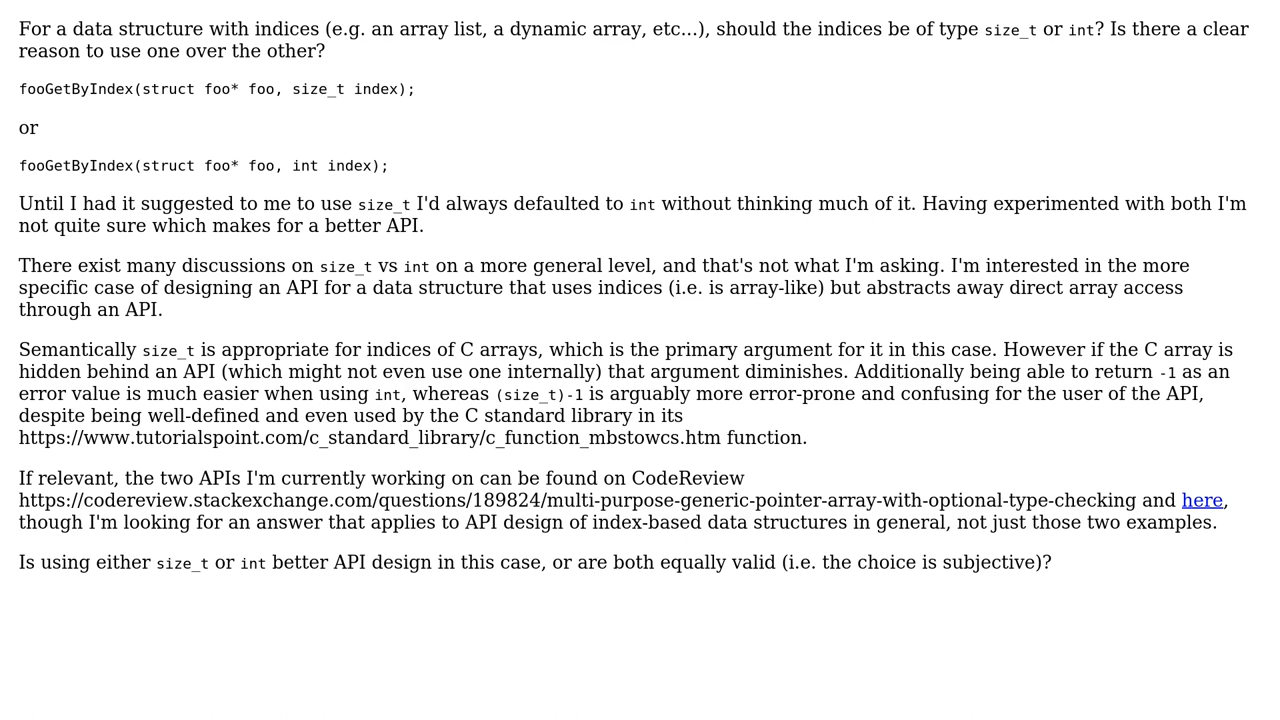 For a data structure with indices (e.g. an array list, a dynamic array, etc...), should the indices be of type size_t or int? Is there a clear
reason to use one over the other?
fooGetByIndex(struct foo* foo, size_t index);
or
fooGetByIndex(struct foo* foo, int index);
Until I had it suggested to me to use size_t I'd always defaulted to int without thinking much of it. Having experimented with both I'm
not quite sure which makes for a better API.
There exist many discussions on size_t vs int on a more general level, and that's not what I'm asking. I'm interested in the more
specific case of designing an API for a data structure that uses indices (i.e. is array-like) but abstracts away direct array access
through an API.
Semantically size_t is appropriate for indices of C arrays, which is the primary argument for it in this case. However if the C array is
hidden behind an API (which might not even use one internally) that argument diminishes. Additionally being able to return -1 as an
error value is much easier when using int, whereas (size_t)-1 is arguably more error-prone and confusing for the user of the API,
despite being well-defined and even used by the C standard library in its
https://www.tutorialspoint.com/c_standard_library/c_function_mbstowcs.htm function.
If relevant, the two APIs I'm currently working on can be found on CodeReview
https://codereview.stackexchange.com/questions/189824/multi-purpose-generic-pointer-array-with-optional-type-checking and here,
though I'm looking for an answer that applies to API design of index-based data structures in general, not just those two examples.
Is using either size_t or int better API design in this case, or are both equally valid (i.e. the choice is subjective)?